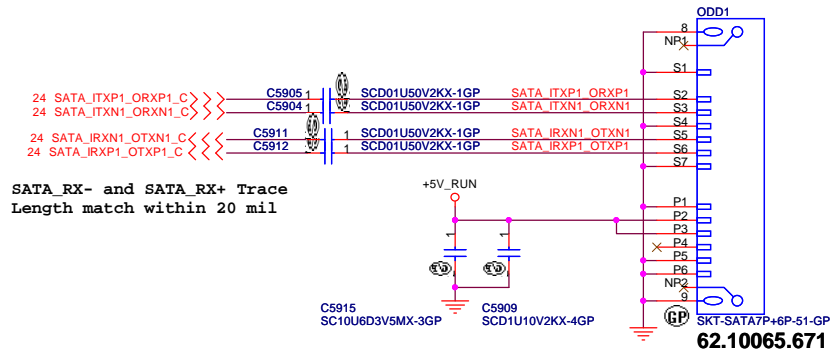 ODD1
8
NP1
S1
24 SATA_ITXP1_ORXP1_C C5905 1 SCD01U50V2KX-1GP SATA_ITXP1_ORXP1 S2
24 SATA_ITXN1_ORXN1_C C5904 1 SCD01U50V2KX-1GP SATA_ITXN1_ORXN1 S3
S4
24 SATA_IRXN1_OTXN1_C C5911 1 SCD01U50V2KX-1GP SATA_IRXN1_OTXN1 S5
24 SATA_IRXP1_OTXP1_C C5912 1 SCD01U50V2KX-1GP SATA_IRXP1_OTXP1 S6
S7
SATA_RX- and SATA_RX+ Trace
Length match within 20 mil
+5V_RUN
P1
P2
P3
1 1 P4
P5
P6
NP2
9
C5915 C5909
SC10U6D3V5MX-3GP SCD1U10V2KX-4GP
GP SKT-SATA7P+6P-51-GP
62.10065.671